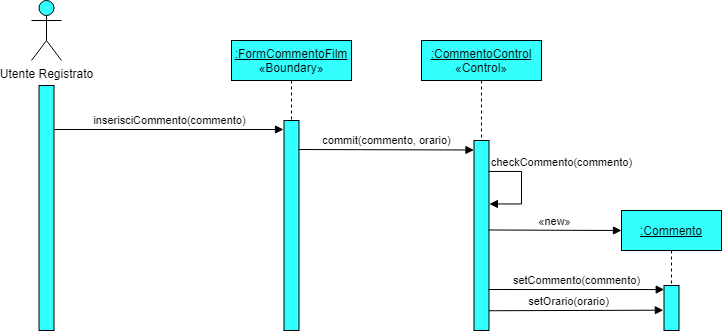 Utente Registrato
:FormCommentoFilm
«Boundary»
:CommentoControl
«Control»
inserisciCommento(commento)
commit(commento, orario)
checkCommento(commento)
«new»
:Commento
setCommento(commento)
setOrario(orario)